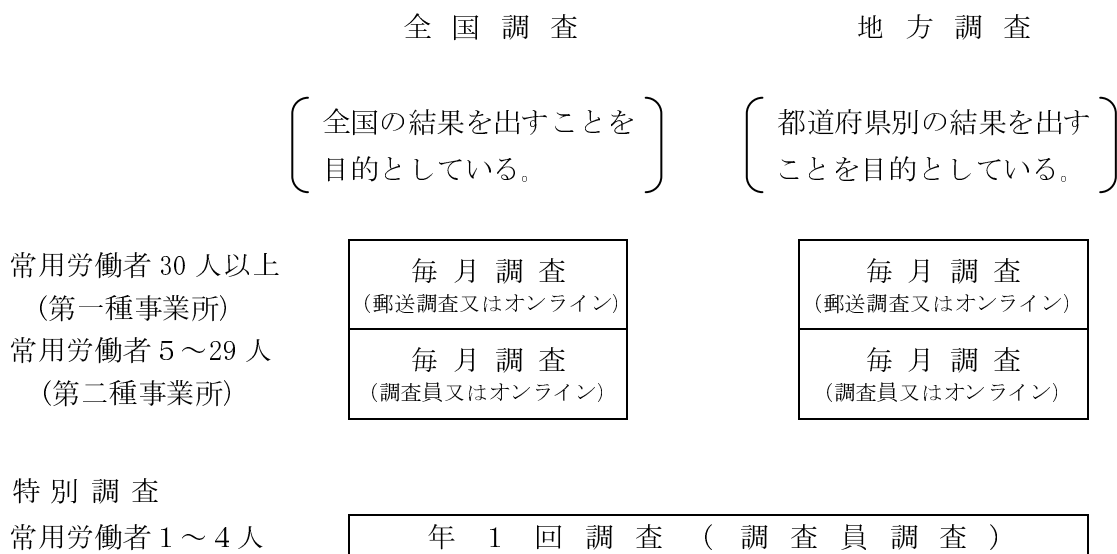 全国調査　地方調査
全国の結果を出すことを　都道府県別の結果を出す
目的としている。　ことを目的としている。
常用労働者 30 人以上　毎月調査　毎月調査
(第一種事業所)　(郵送調査又はオンライン)　(郵送調査又はオンライン)
常用労働者５～29 人　毎月調査　毎月調査
(第二種事業所)　(調査員又はオンライン)　(調査員又はオンライン)
特別調査
常用労働者１～４人　年１回調査(調査員調査)